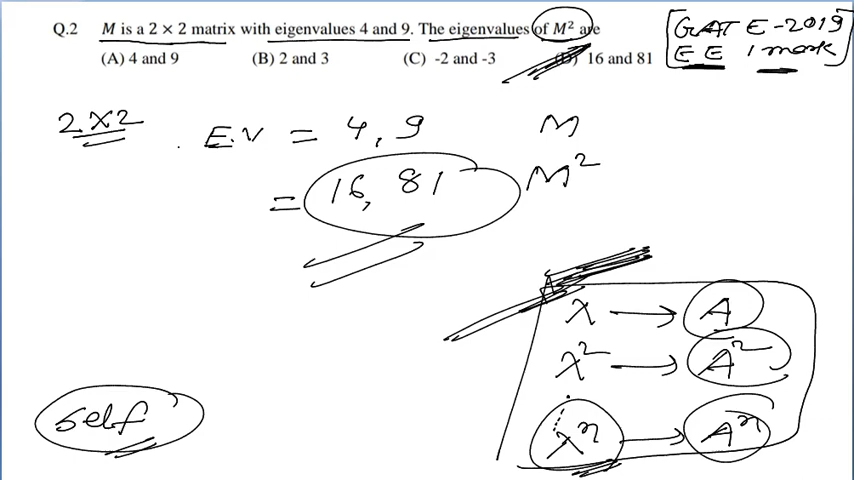 Q.2 M is a 2 × 2 matrix with eigenvalues 4 and 9. The eigenvalues of M² are
(A) 4 and 9 (B) 2 and 3 (C) -2 and -3 (D) 16 and 81
[GATE-2019
EE 1 mark]
2×2 . E.V = 4, 9 M
= 16, 81 M²
λ → A
λ² → A²
λⁿ → Aⁿ
self